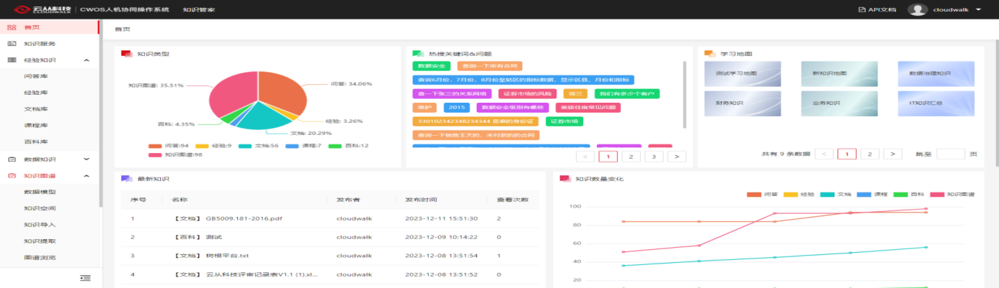 云从科技 CLOUDWALK CWOS人机协同操作系统 知识管家 API文档 cloudwalk
首页
知识服务
经验知识
问答库
经验库
文档库
课程库
百科库
数据知识
知识图谱
数据模型
知识空间
知识导入
知识提取
图谱浏览
首页
知识类型
知识图谱: 35.51%
问答: 34.06%
百科: 4.35%
经验: 3.26%
文档: 20.29%
问答:94 经验:9 文档:56 课程:7 百科:12
知识图谱:98
热搜关键词&问题
数据安全 查询一下所有合同
查询6月份，7月份，8月份 的指标数据，显示区县、月份和指标
查一下张三的关系网络 证券市场的风险 我们有多少个客户
维护 2015 数据安全级别有哪些 差旅住宿常见问题
330102342348234344 的身份证 证券市场
查询一下销售王大的，未付款的的合同
< 1 2 3 >
学习地图
测试学习地图 新知识地图 数据治理知识
财务知识 业务知识 IT知识汇总
共有 9 条数据 < 1 2 > 跳至 页
最新知识
序号 名称 发布者 发布时间 查看次数
1 【文档】 GB5009.181-2016.pdf cloudwalk 2023-12-11 15:51:30 2
2 【百科】 测试 cloudwalk 2023-12-09 10:14:22 0
3 【文档】 树根平台.txt cloudwalk 2023-12-08 13:51:54 1
4 【文档】 云从科技评审记录表V1.1 (1).xl... cloudwalk 2023-12-08 13:51:52 0
知识数量变化
问答 经验 文档 课程 百科 知识图谱
100
80
60
40
20